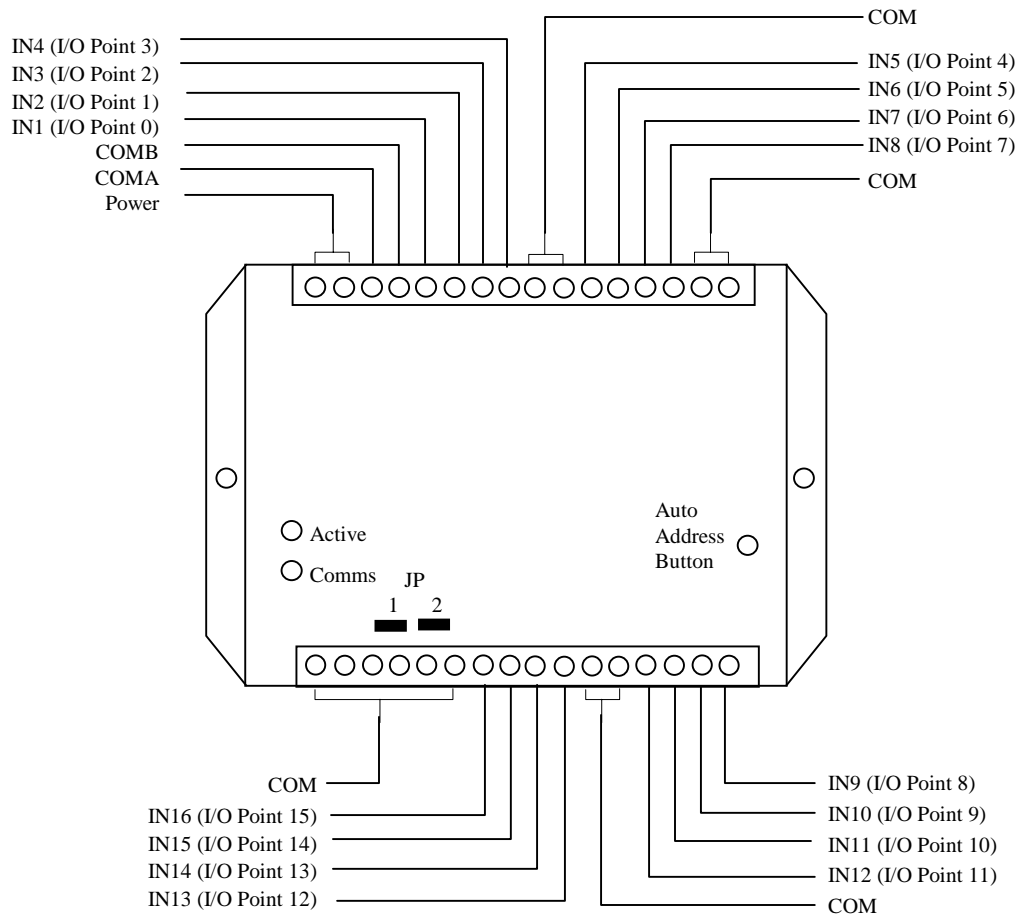 COM
IN4 (I/O Point 3)
IN3 (I/O Point 2)
IN2 (I/O Point 1)
IN1 (I/O Point 0)
COMB
COMA
Power
IN5 (I/O Point 4)
IN6 (I/O Point 5)
IN7 (I/O Point 6)
IN8 (I/O Point 7)
COM
Active
Comms
JP
1 2
Auto
Address
Button
COM
IN16 (I/O Point 15)
IN15 (I/O Point 14)
IN14 (I/O Point 13)
IN13 (I/O Point 12)
IN9 (I/O Point 8)
IN10 (I/O Point 9)
IN11 (I/O Point 10)
IN12 (I/O Point 11)
COM